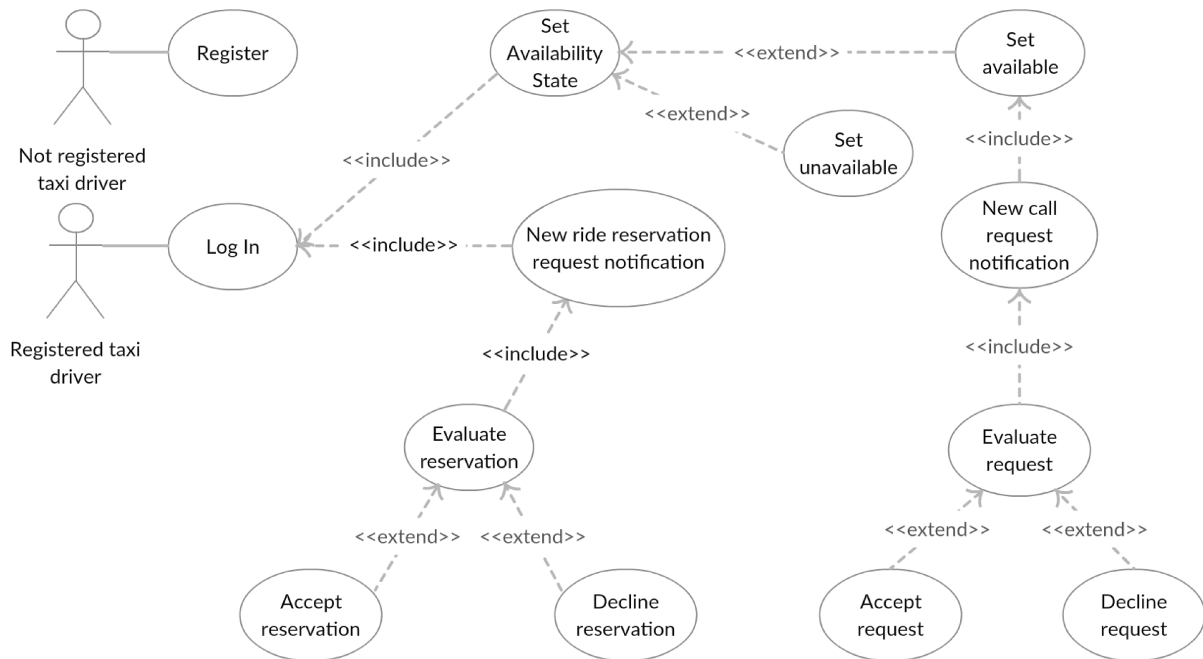 Register
Set
Availability
State
<<extend>>
Set
available
<<extend>>
<<include>>
Set
unavailable
Not registered
taxi driver
<<include>>
Log In
<<include>>
New ride reservation
request notification
New call
request
notification
Registered taxi
driver
<<include>>
<<include>>
Evaluate
reservation
Evaluate
request
<<extend>>
<<extend>>
<<extend>>
<<extend>>
Accept
reservation
Decline
reservation
Accept
request
Decline
request